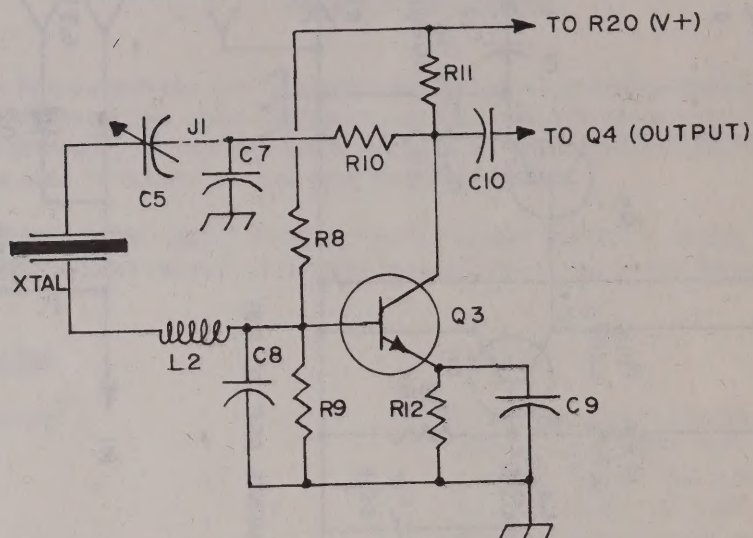 TO R20 (V+)
R11
J1
C7
R10
TO Q4 (OUTPUT)
C10
C5
R8
XTAL
Q3
L2
C8
R9
R12
C9